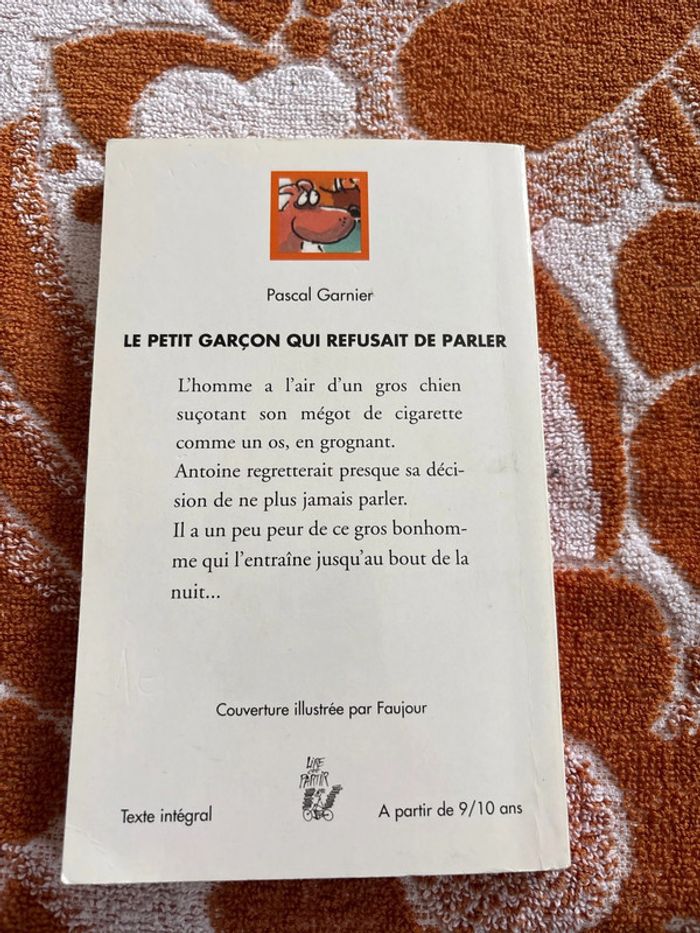 Pascal Garnier
LE PETIT GARÇON QUI REFUSAIT DE PARLER
L'homme a l'air d'un gros chien
suçotant son mégot de cigarette
comme un os, en grognant.
Antoine regretterait presque sa déci-
sion de ne plus jamais parler.
Il a un peu peur de ce gros bonhom-
me qui l'entraîne jusqu'au bout de la
nuit...
Couverture illustrée par Faujour
LIRE
C'EST
PARTIR
Texte intégral
A partir de 9/10 ans